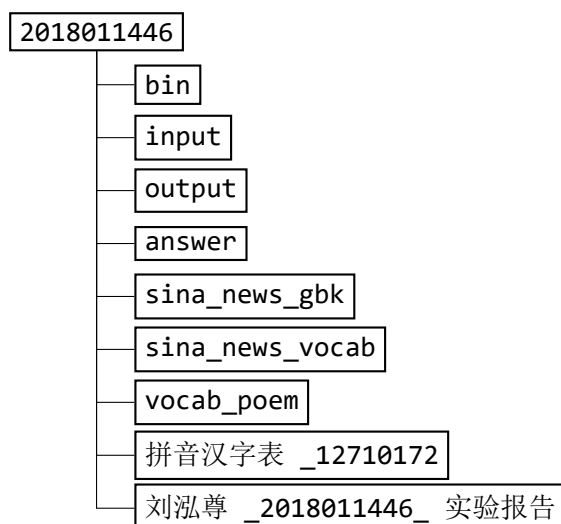 2018011446
bin
input
output
answer
sina_news_gbk
sina_news_vocab
vocab_poem
拼音汉字表 _12710172
刘泓尊 _2018011446_ 实验报告